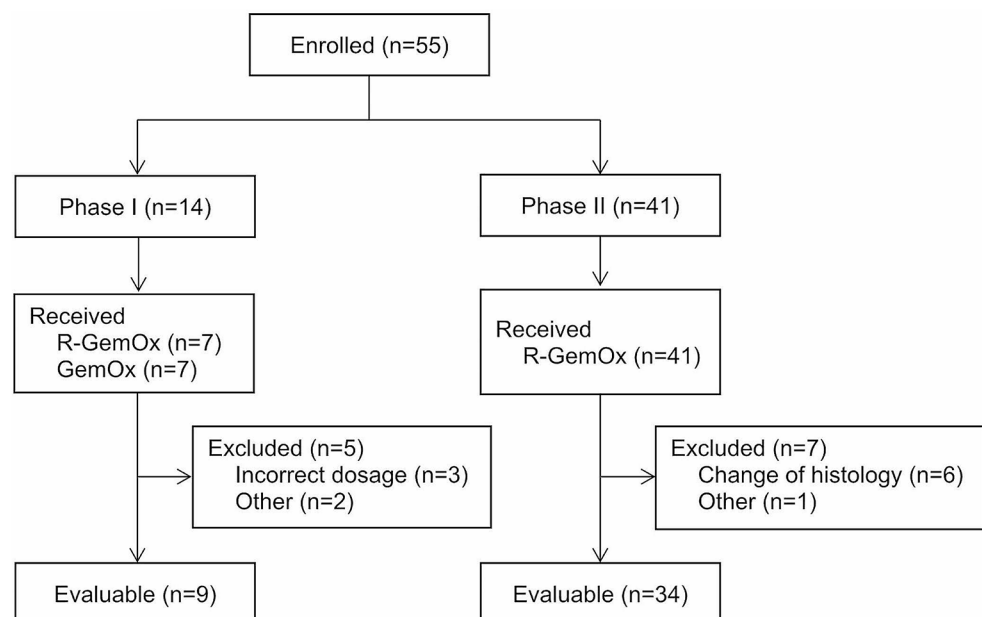 Enrolled (n=55)
Phase I (n=14)
Phase II (n=41)
Received
R-GemOx (n=7)
GemOx (n=7)
Received
R-GemOx (n=41)
Excluded (n=5)
Incorrect dosage (n=3)
Other (n=2)
Excluded (n=7)
Change of histology (n=6)
Other (n=1)
Evaluable (n=9)
Evaluable (n=34)